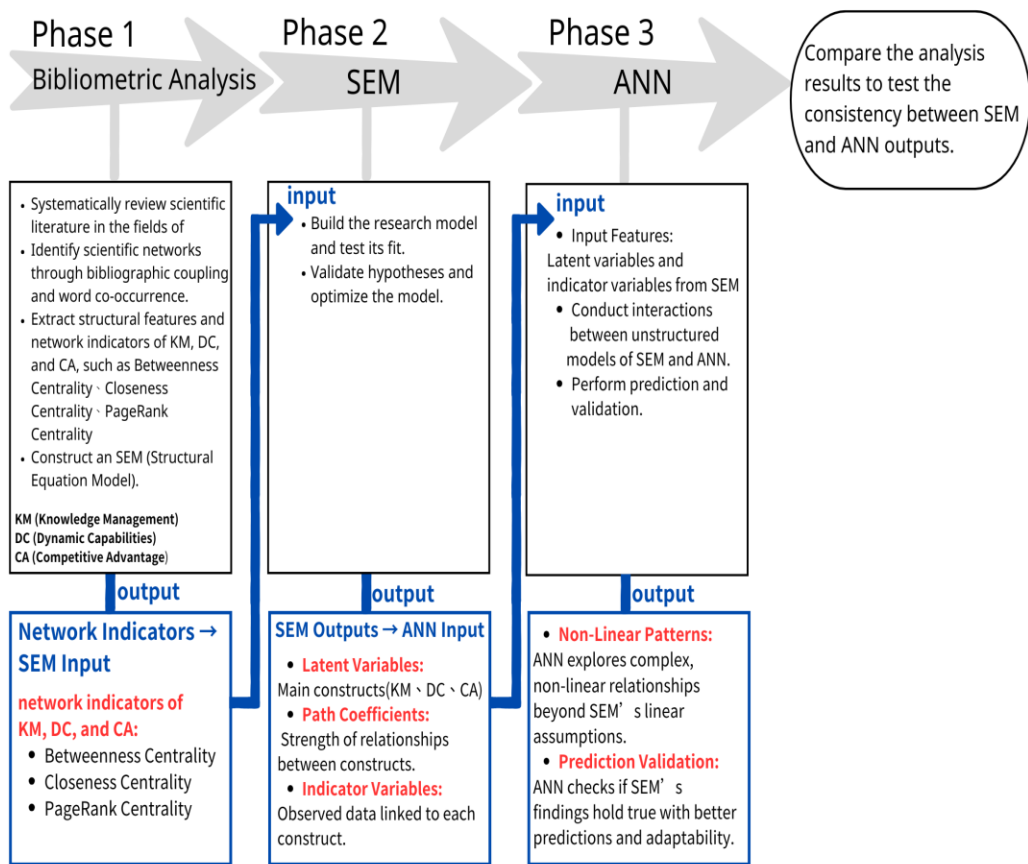 Phase 1
Bibliometric Analysis
Phase 2
SEM
Phase 3
ANN
Compare the analysis
results to test the
consistency between SEM
and ANN outputs.
• Systematically review scientific
literature in the fields of
• Identify scientific networks
through bibliographic coupling
and word co-occurrence.
• Extract structural features and
network indicators of KM, DC,
and CA, such as Betweenness
Centrality、Closeness
Centrality、PageRank
Centrality
• Construct an SEM (Structural
Equation Model).
KM (Knowledge Management)
DC (Dynamic Capabilities)
CA (Competitive Advantage)
output
Network Indicators →
SEM Input
network indicators of
KM, DC, and CA:
• Betweenness Centrality
• Closeness Centrality
• PageRank Centrality
input
• Build the research model
and test its fit.
• Validate hypotheses and
optimize the model.
output
SEM Outputs → ANN Input
• Latent Variables:
Main constructs(KM、DC、CA)
• Path Coefficients:
Strength of relationships
between constructs.
• Indicator Variables:
Observed data linked to each
construct.
input
• Input Features:
Latent variables and
indicator variables from SEM
• Conduct interactions
between unstructured
models of SEM and ANN.
• Perform prediction and
validation.
output
• Non-Linear Patterns:
ANN explores complex,
non-linear relationships
beyond SEM’s linear
assumptions.
• Prediction Validation:
ANN checks if SEM’s
findings hold true with better
predictions and adaptability.